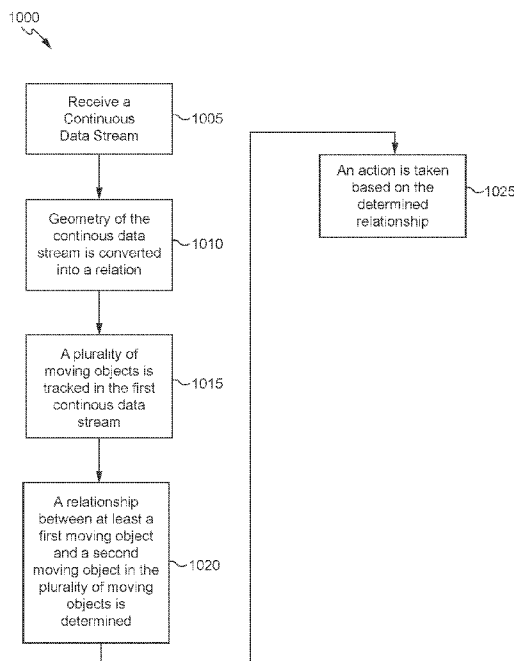 1000
Receive a
Continuous
Data Stream
1005
Geometry of the
continous data
stream is converted
into a relation
1010
A plurality of
moving objects is
tracked in the first
continous data
stream
1015
A relationship
between at least a
first moving object
and a second
moving object in the
plurality of moving
objects is
determined
1020
An action is taken
based on the
determined
relationship
1025